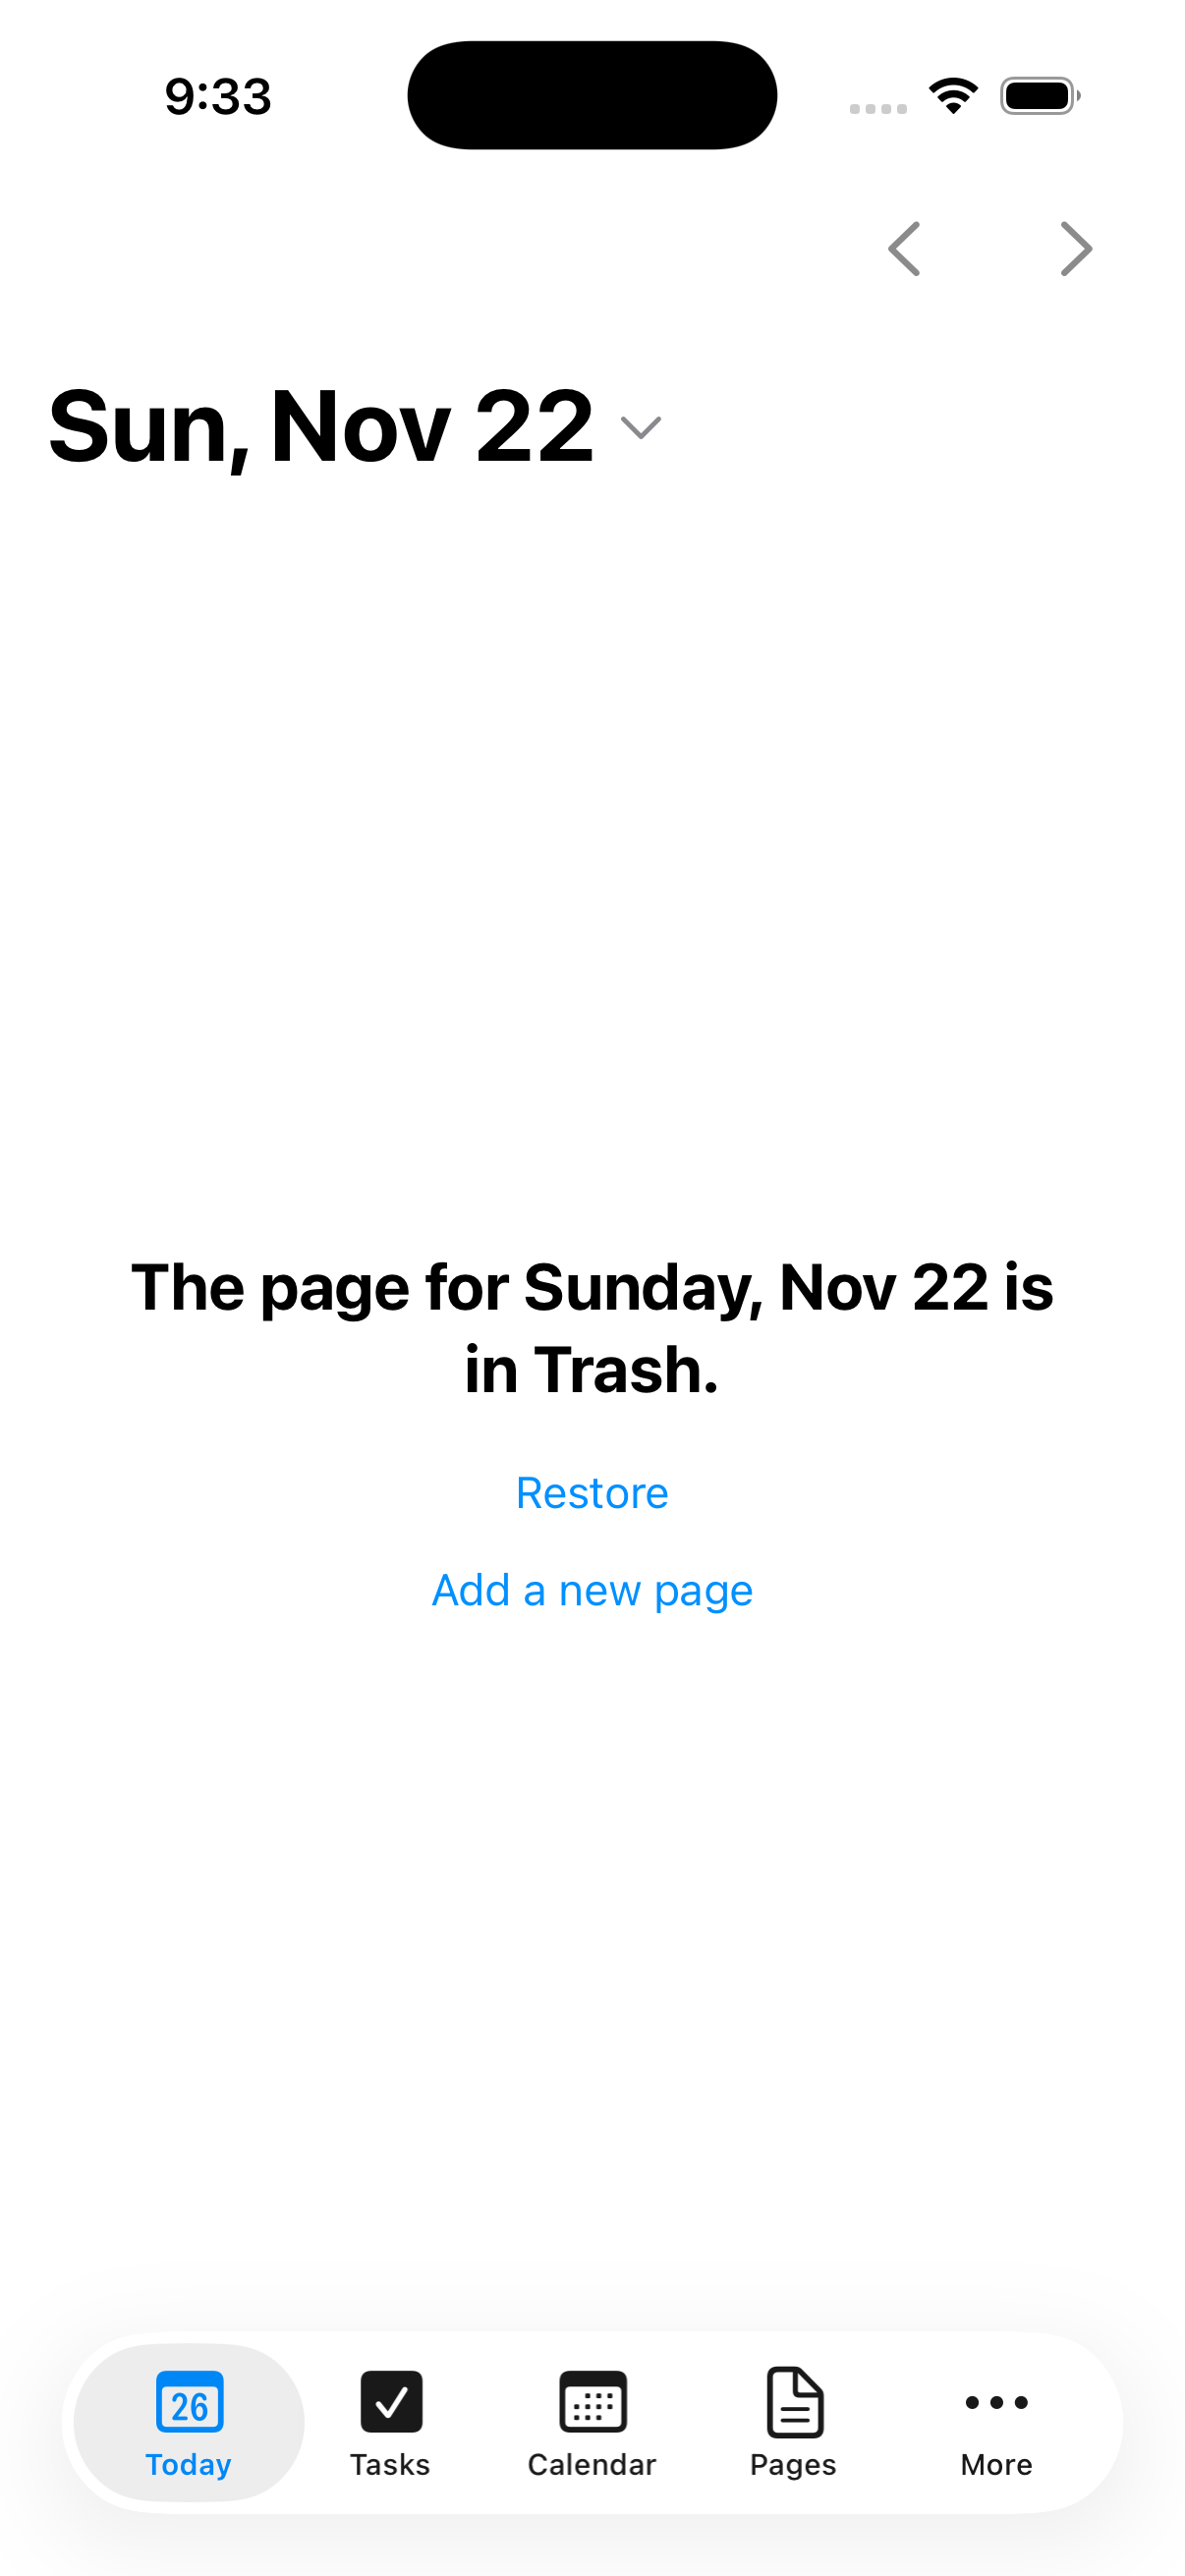 9:33
Sun, Nov 22
The page for Sunday, Nov 22 is
in Trash.
Restore
Add a new page
26
Today
Tasks
Calendar
Pages
More